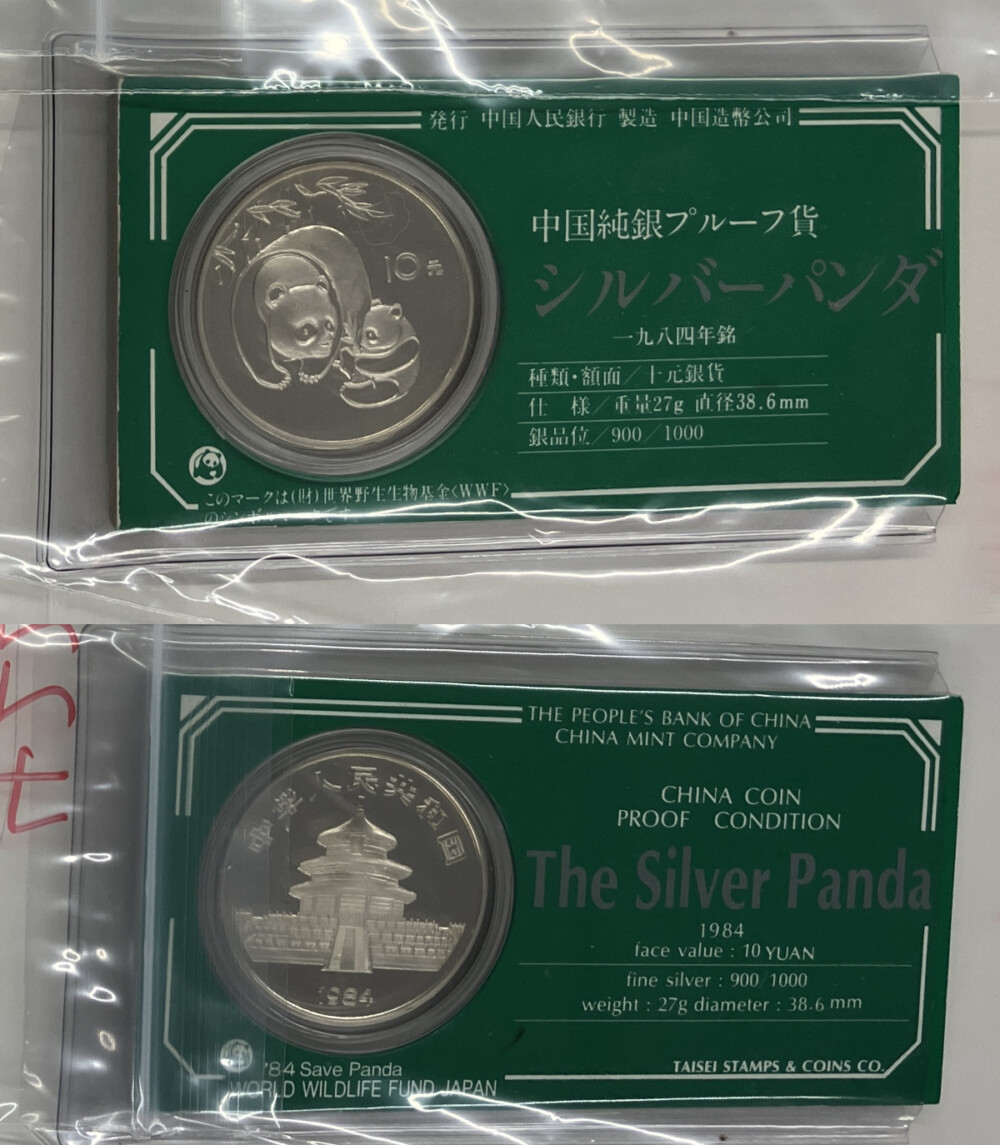 発行 中国人民銀行 製造 中国造幣公司
10元
中国純銀プルーフ貨
シルバーパンダ
一九八四年銘
種類・額面／十元銀貨
仕 様／重量27g 直径38.6mm
銀品位／900／1000
このマークは(財)世界野生生物基金〈WWF〉
THE PEOPLE'S BANK OF CHINA
CHINA MINT COMPANY
中华人民共和国
1984
CHINA COIN
PROOF CONDITION
The Silver Panda
1984
face value : 10 YUAN
fine silver : 900/1000
weight : 27g diameter : 38.6 mm
'84 Save Panda
WORLD WILDLIFE FUND JAPAN
TAISEI STAMPS & COINS CO.